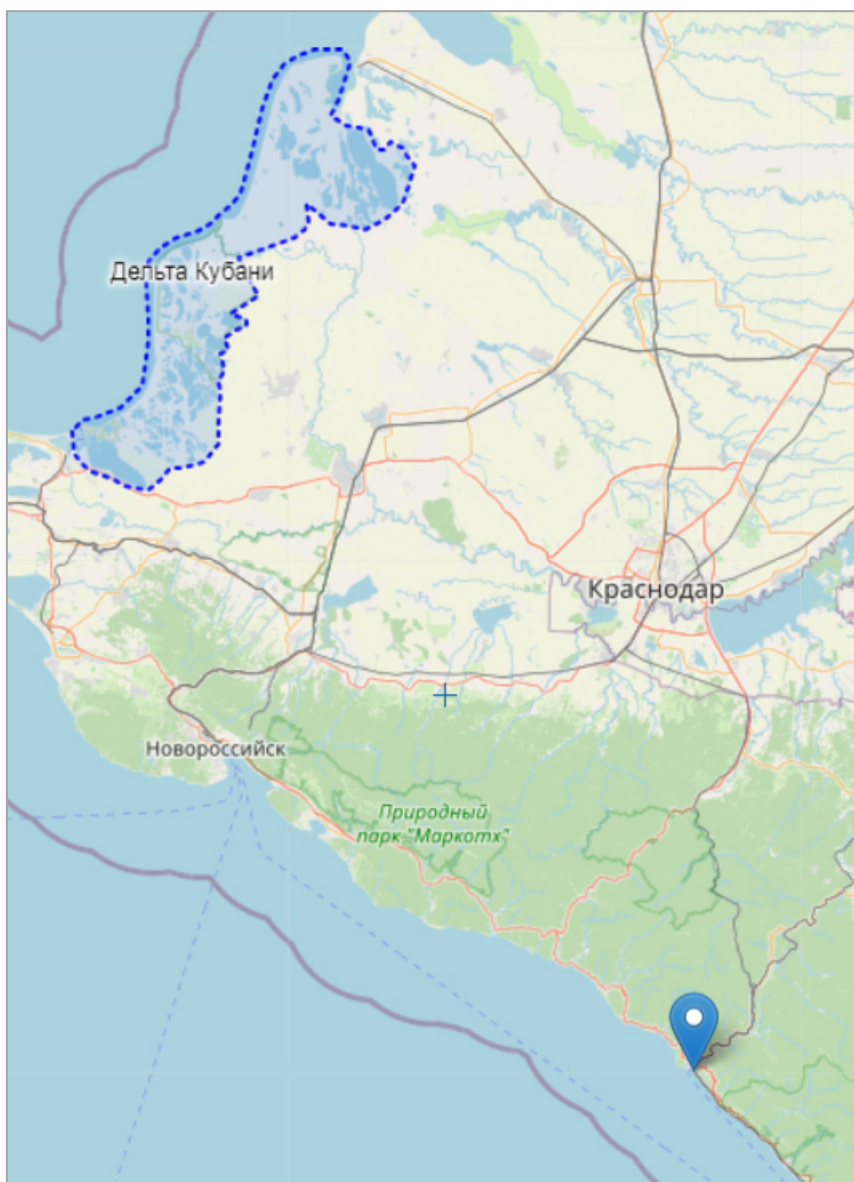 Дельта Кубани
Краснодар
Новороссийск
Природный
парк "Маркотх"